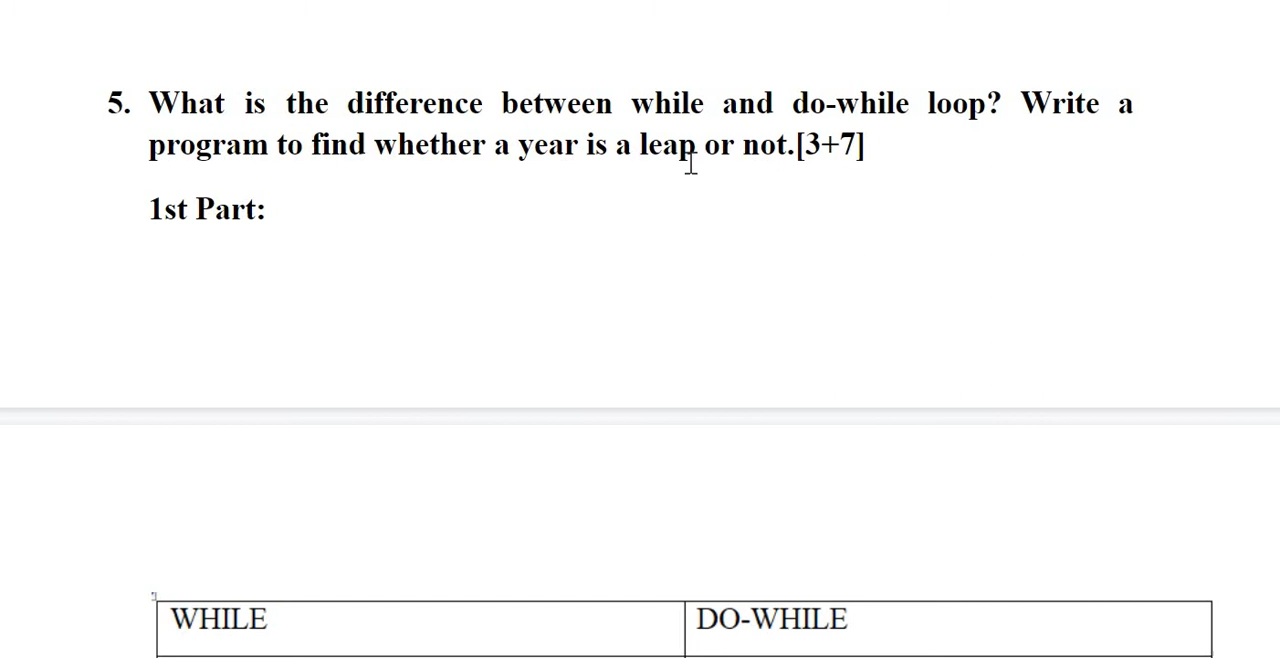 5. What is the difference between while and do-while loop? Write a
program to find whether a year is a leap or not.[3+7]
1st Part:
WHILE DO-WHILE